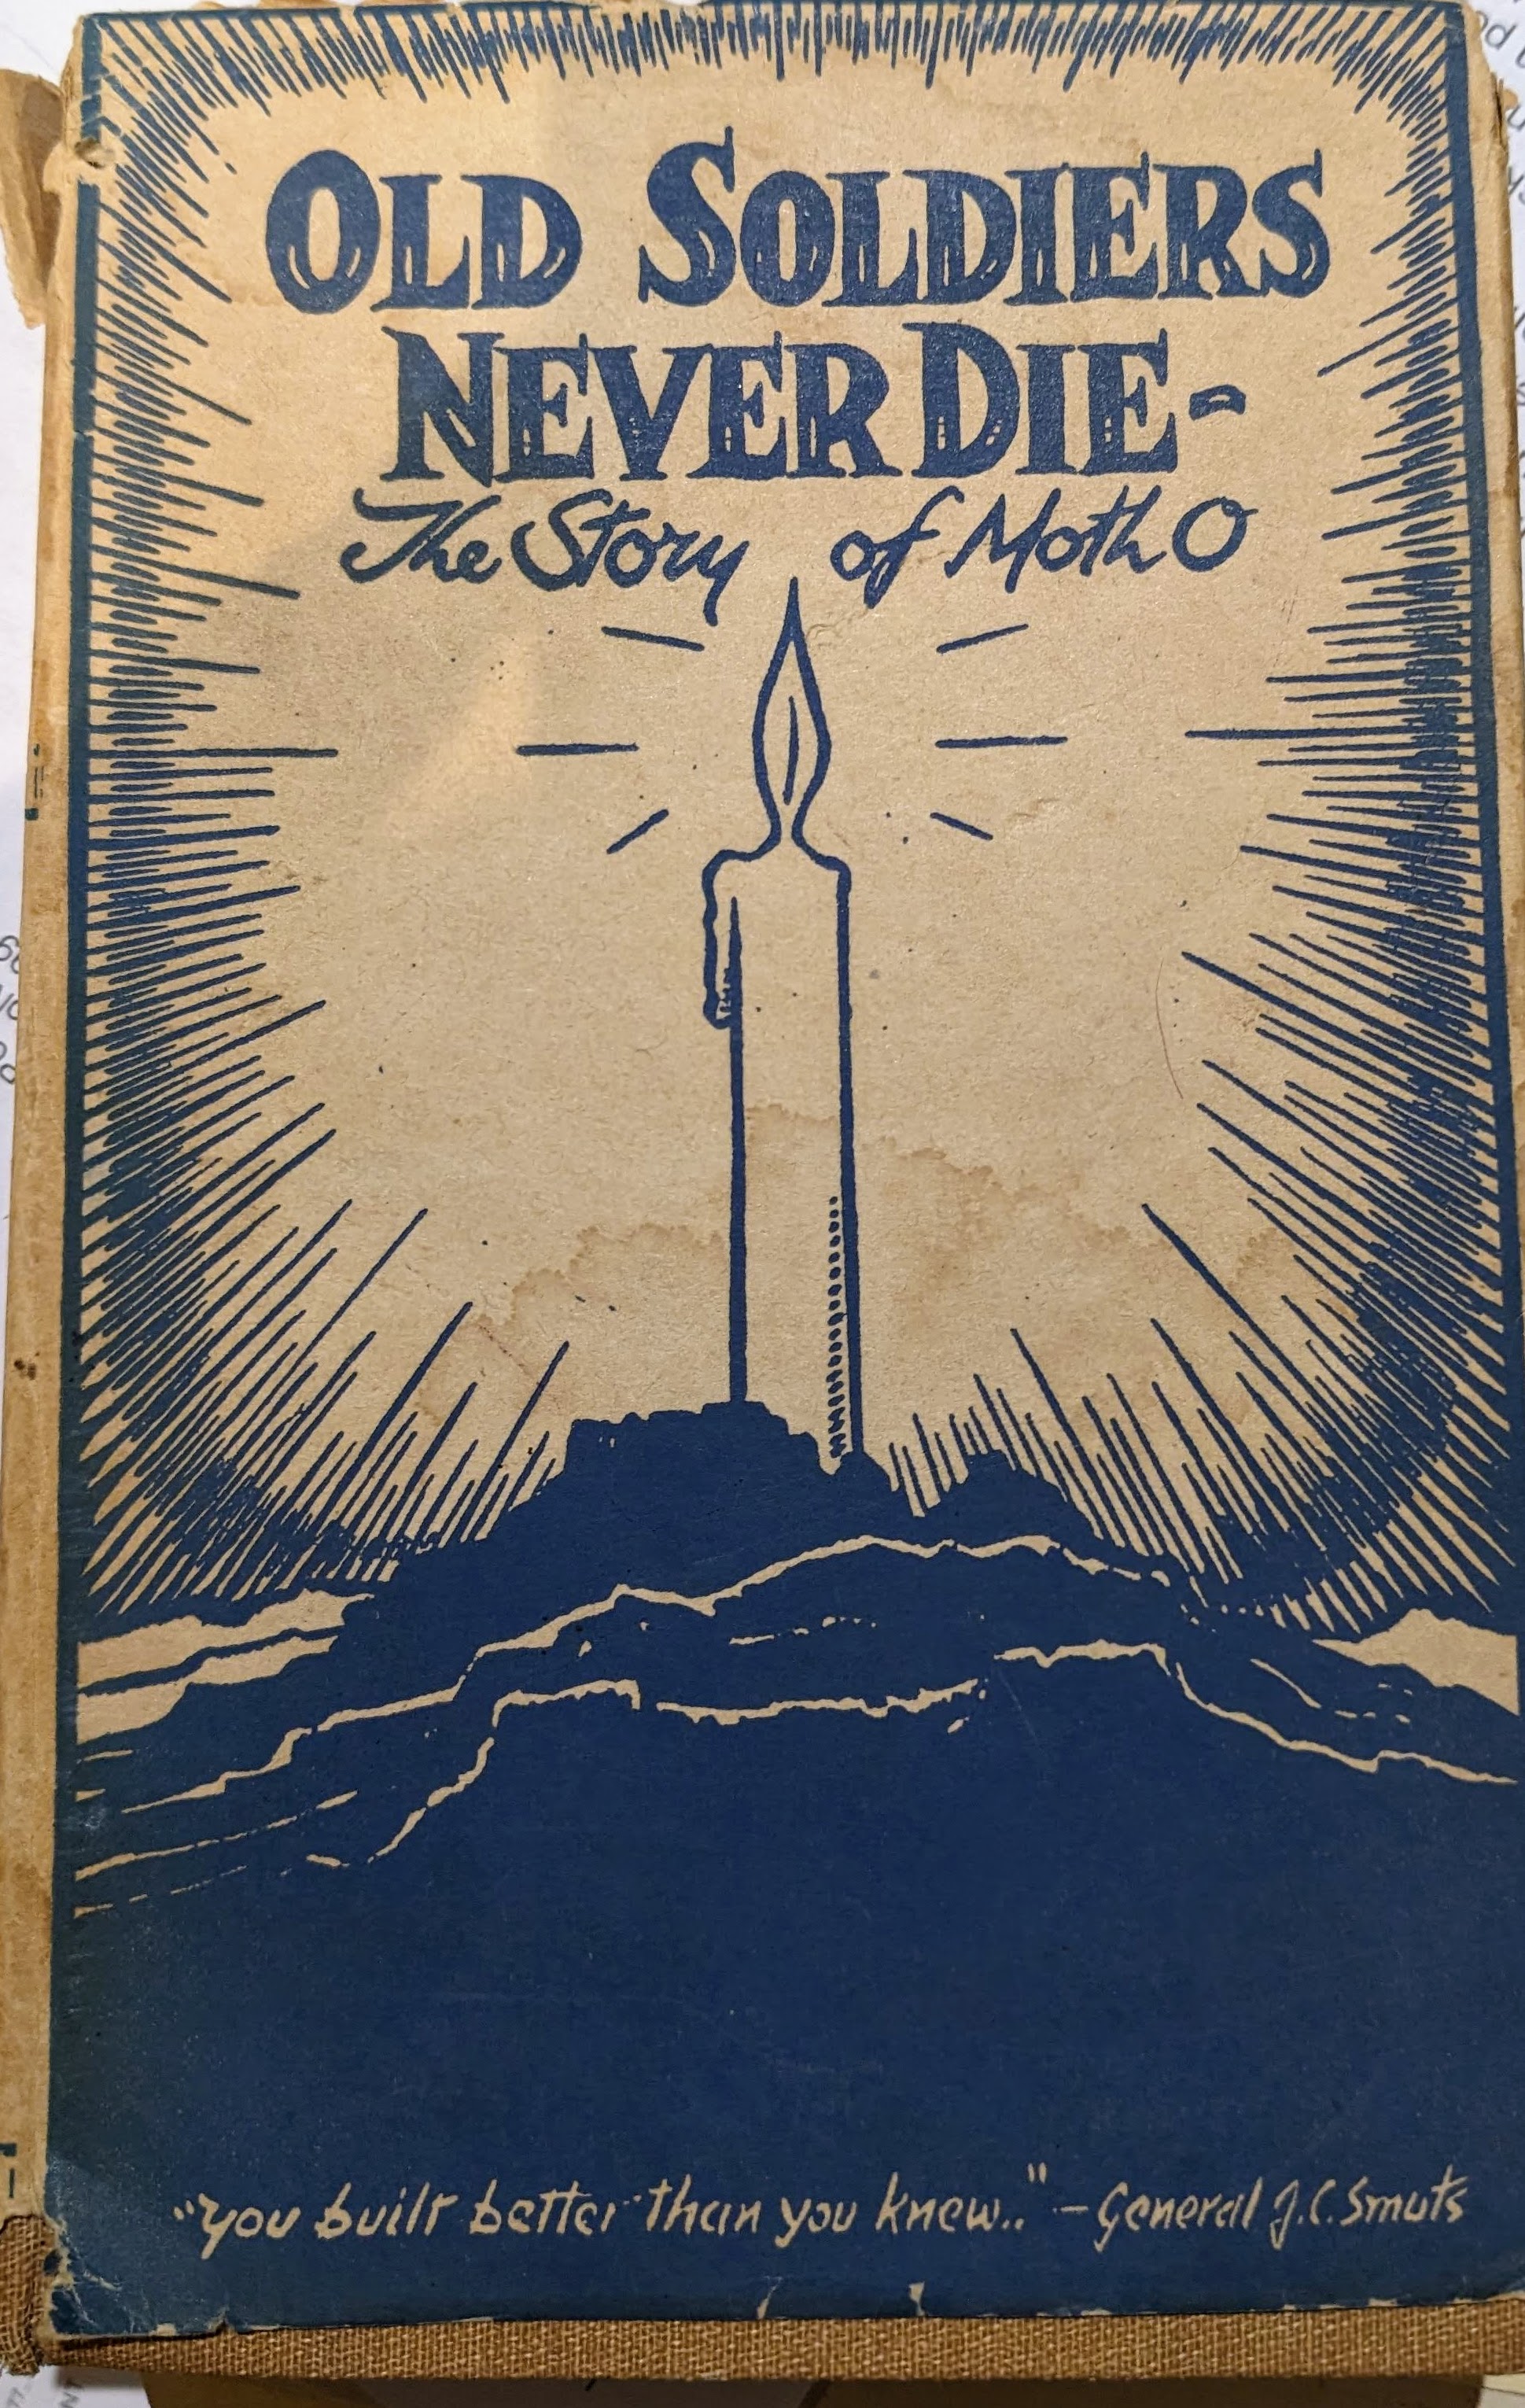 OLD SOLDIERS
NEVER DIE-
The Story of Moth O
"you built better than you knew.." - General J.C. Smuts